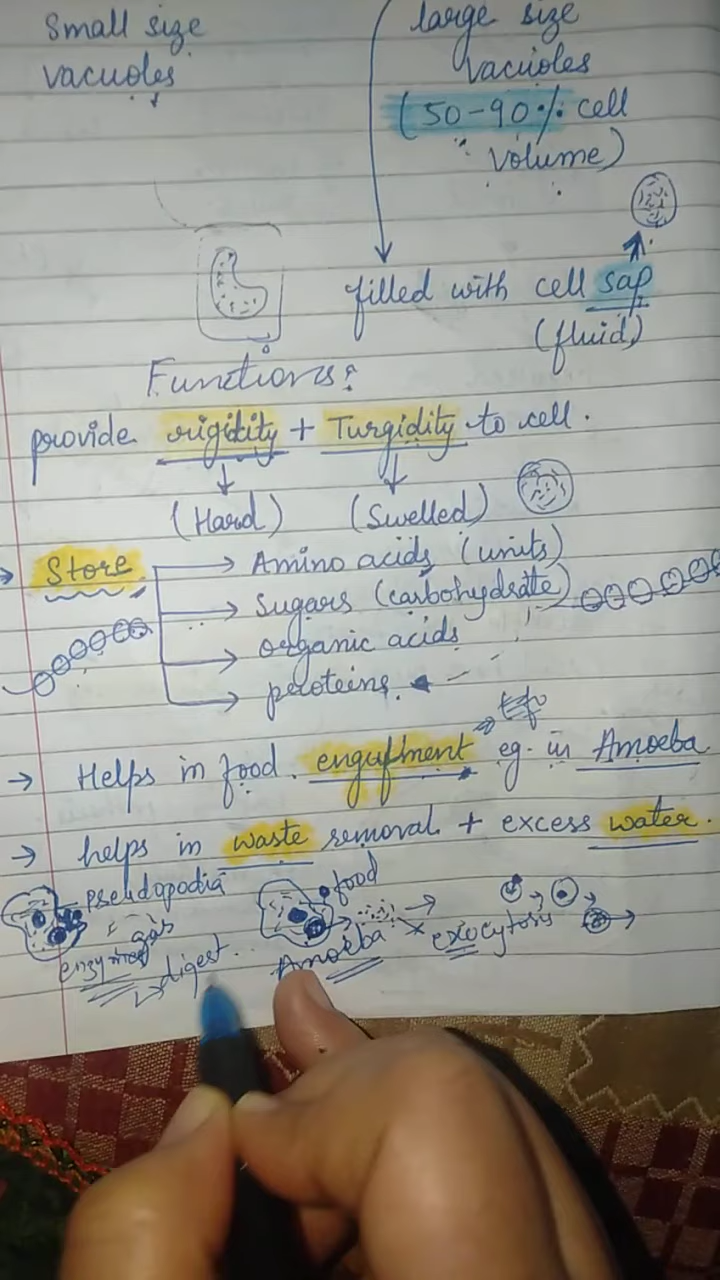 small size
vacuoles
large size
vacuoles
(50-90% cell
volume)
filled with cell sap
(fluid)
Functions:
provide rigidity + Turgidity to cell.
(Hard) (Swelled)
Store
Amino acids (units)
Sugars (carbohydrate)
organic acids
proteins.
→ Helps in food engulfment eg. in Amoeba
→ helps in waste removal + excess water.
pseudopodia
food
gas
enzymes
digest
Amoeba
exocytosis